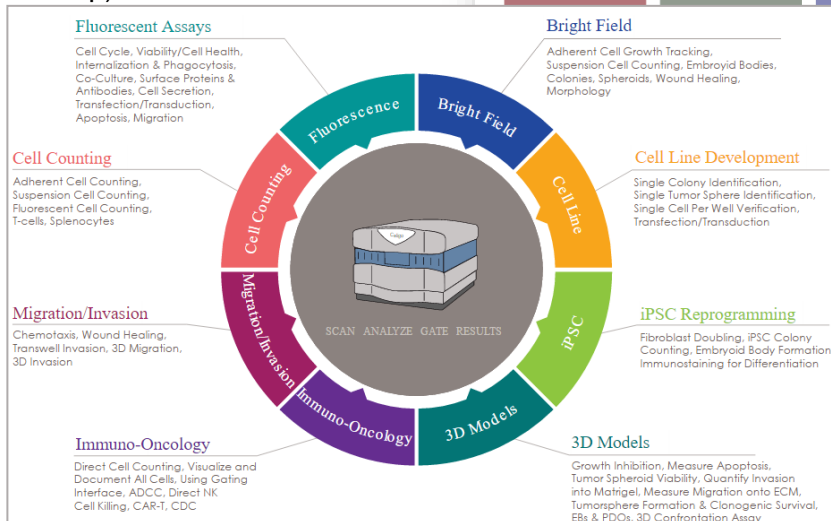 Fluorescent Assays
Cell Cycle, Viability/Cell Health,
Internalization & Phagocytosis,
Co-Culture, Surface Proteins &
Antibodies, Cell Secretion,
Transfection/Transduction,
Apoptosis, Migration
Bright Field
Adherent Cell Growth Tracking,
Suspension Cell Counting, Embroyid Bodies,
Colonies, Spheroids, Wound Healing,
Morphology
Cell Counting
Adherent Cell Counting,
Suspension Cell Counting,
Fluorescent Cell Counting,
T-cells, Splenocytes
Cell Line Development
Single Colony Identification,
Single Tumor Sphere Identification,
Single Cell Per Well Verification,
Transfection/Transduction
Migration/Invasion
Chemotaxis, Wound Healing,
Transwell Invasion, 3D Migration,
3D Invasion
iPSC Reprogramming
Fibroblast Doubling, iPSC Colony
Counting, Embryoid Body Formation
Immunostaining for Differentiation
Immuno-Oncology
Direct Cell Counting, Visualize and
Document All Cells, Using Gating
Interface, ADCC, Direct NK
Cell Killing, CAR-T, CDC
3D Models
Growth Inhibition, Measure Apoptosis,
Tumor Spheroid Viability, Quantify Invasion
into Matrigel, Measure Migration onto ECM,
Tumorsphere Formation & Clonogenic Survival,
EBs & PDOs, 3D Confrontation Assay
Fluorescence
Bright Field
Cell Line
iPSC
3D Models
Immuno-Oncology
Migration/Invasion
Cell Counting
SCAN ANALYZE GATE RESULTS